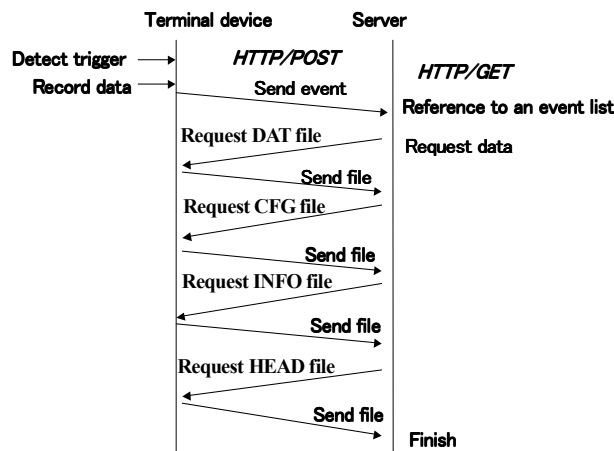 Terminal device
Server
Detect trigger
HTTP/POST
HTTP/GET
Record data
Send event
Reference to an event list
Request DAT file
Request data
Send file
Request CFG file
Send file
Request INFO file
Send file
Request HEAD file
Send file
Finish